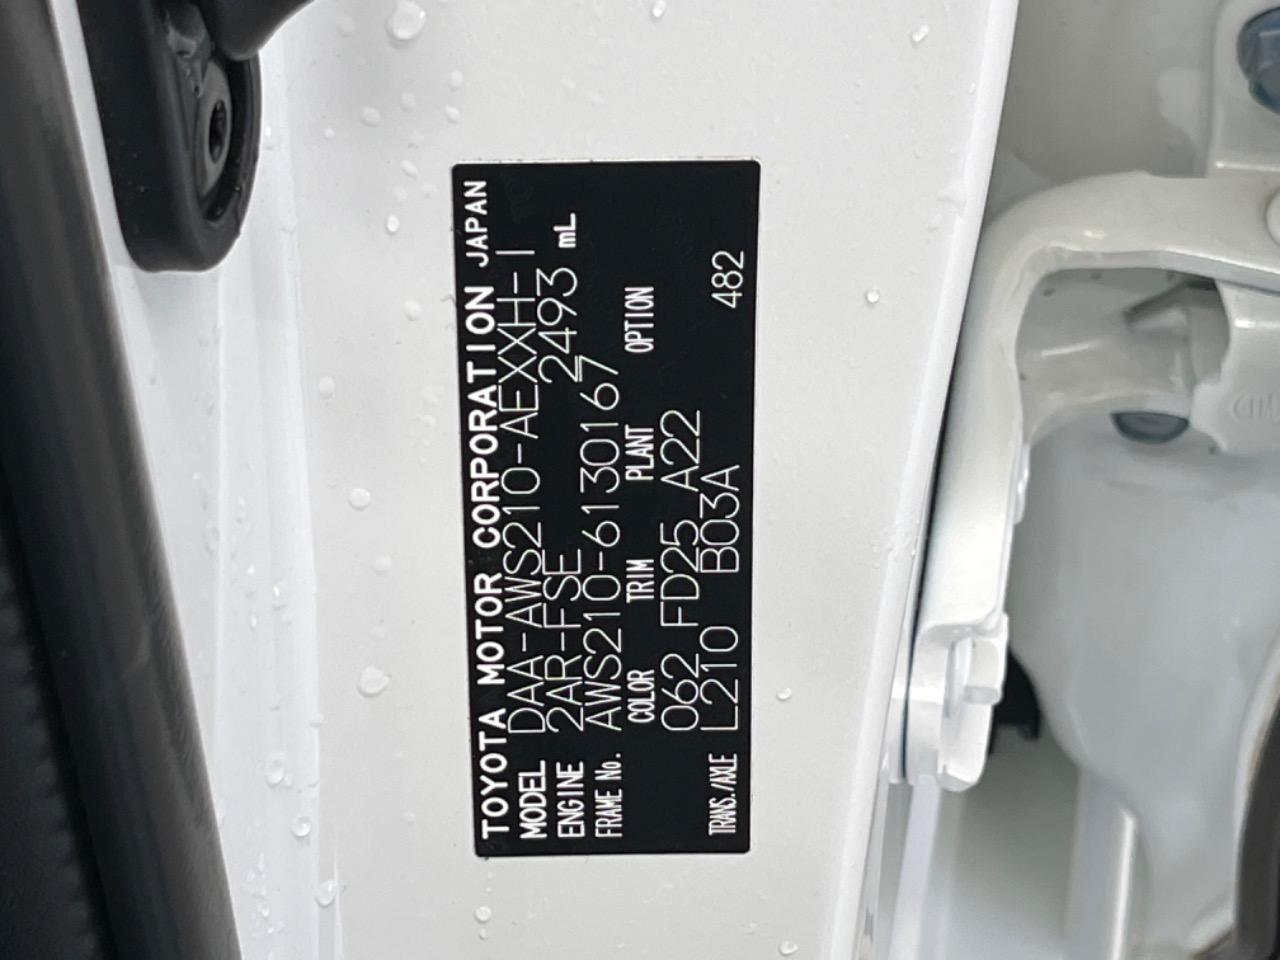 TOYOTA MOTOR CORPORATION JAPAN
MODEL DAA-AWS210-AEXXH-I
ENGINE 2AR-FSE 2493 mL
FRAME No. AWS210-6130167
COLOR TRIM PLANT OPTION
062 FD25 A22
TRANS./AXLE L210 B03A 482